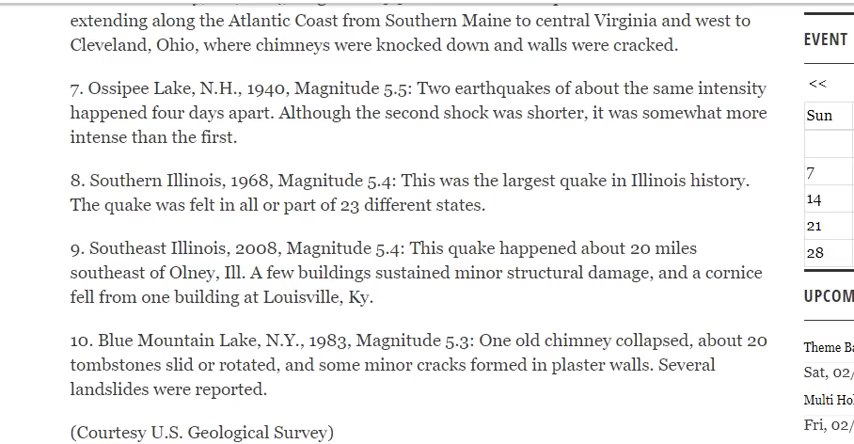 extending along the Atlantic Coast from Southern Maine to central Virginia and west to
Cleveland, Ohio, where chimneys were knocked down and walls were cracked.
7. Ossipee Lake, N.H., 1940, Magnitude 5.5: Two earthquakes of about the same intensity
happened four days apart. Although the second shock was shorter, it was somewhat more
intense than the first.
8. Southern Illinois, 1968, Magnitude 5.4: This was the largest quake in Illinois history.
The quake was felt in all or part of 23 different states.
9. Southeast Illinois, 2008, Magnitude 5.4: This quake happened about 20 miles
southeast of Olney, Ill. A few buildings sustained minor structural damage, and a cornice
fell from one building at Louisville, Ky.
10. Blue Mountain Lake, N.Y., 1983, Magnitude 5.3: One old chimney collapsed, about 20
tombstones slid or rotated, and some minor cracks formed in plaster walls. Several
landslides were reported.
(Courtesy U.S. Geological Survey)
EVENT
<<
Sun
7
14
21
28
UPCOM
Theme Ba
Sat, 02/
Multi Hol
Fri, 02/